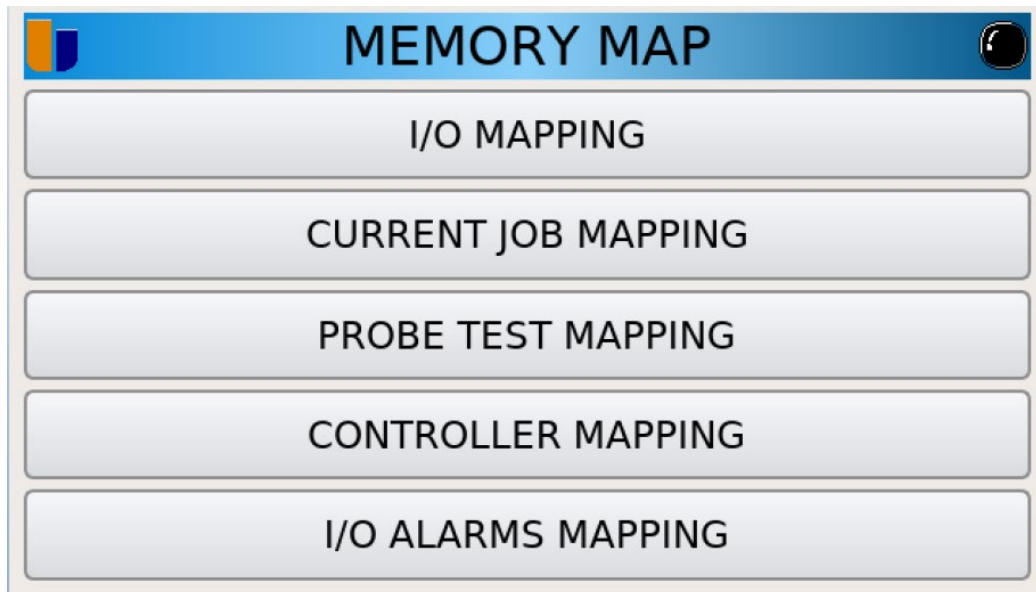 MEMORY MAP
I/O MAPPING
CURRENT JOB MAPPING
PROBE TEST MAPPING
CONTROLLER MAPPING
I/O ALARMS MAPPING